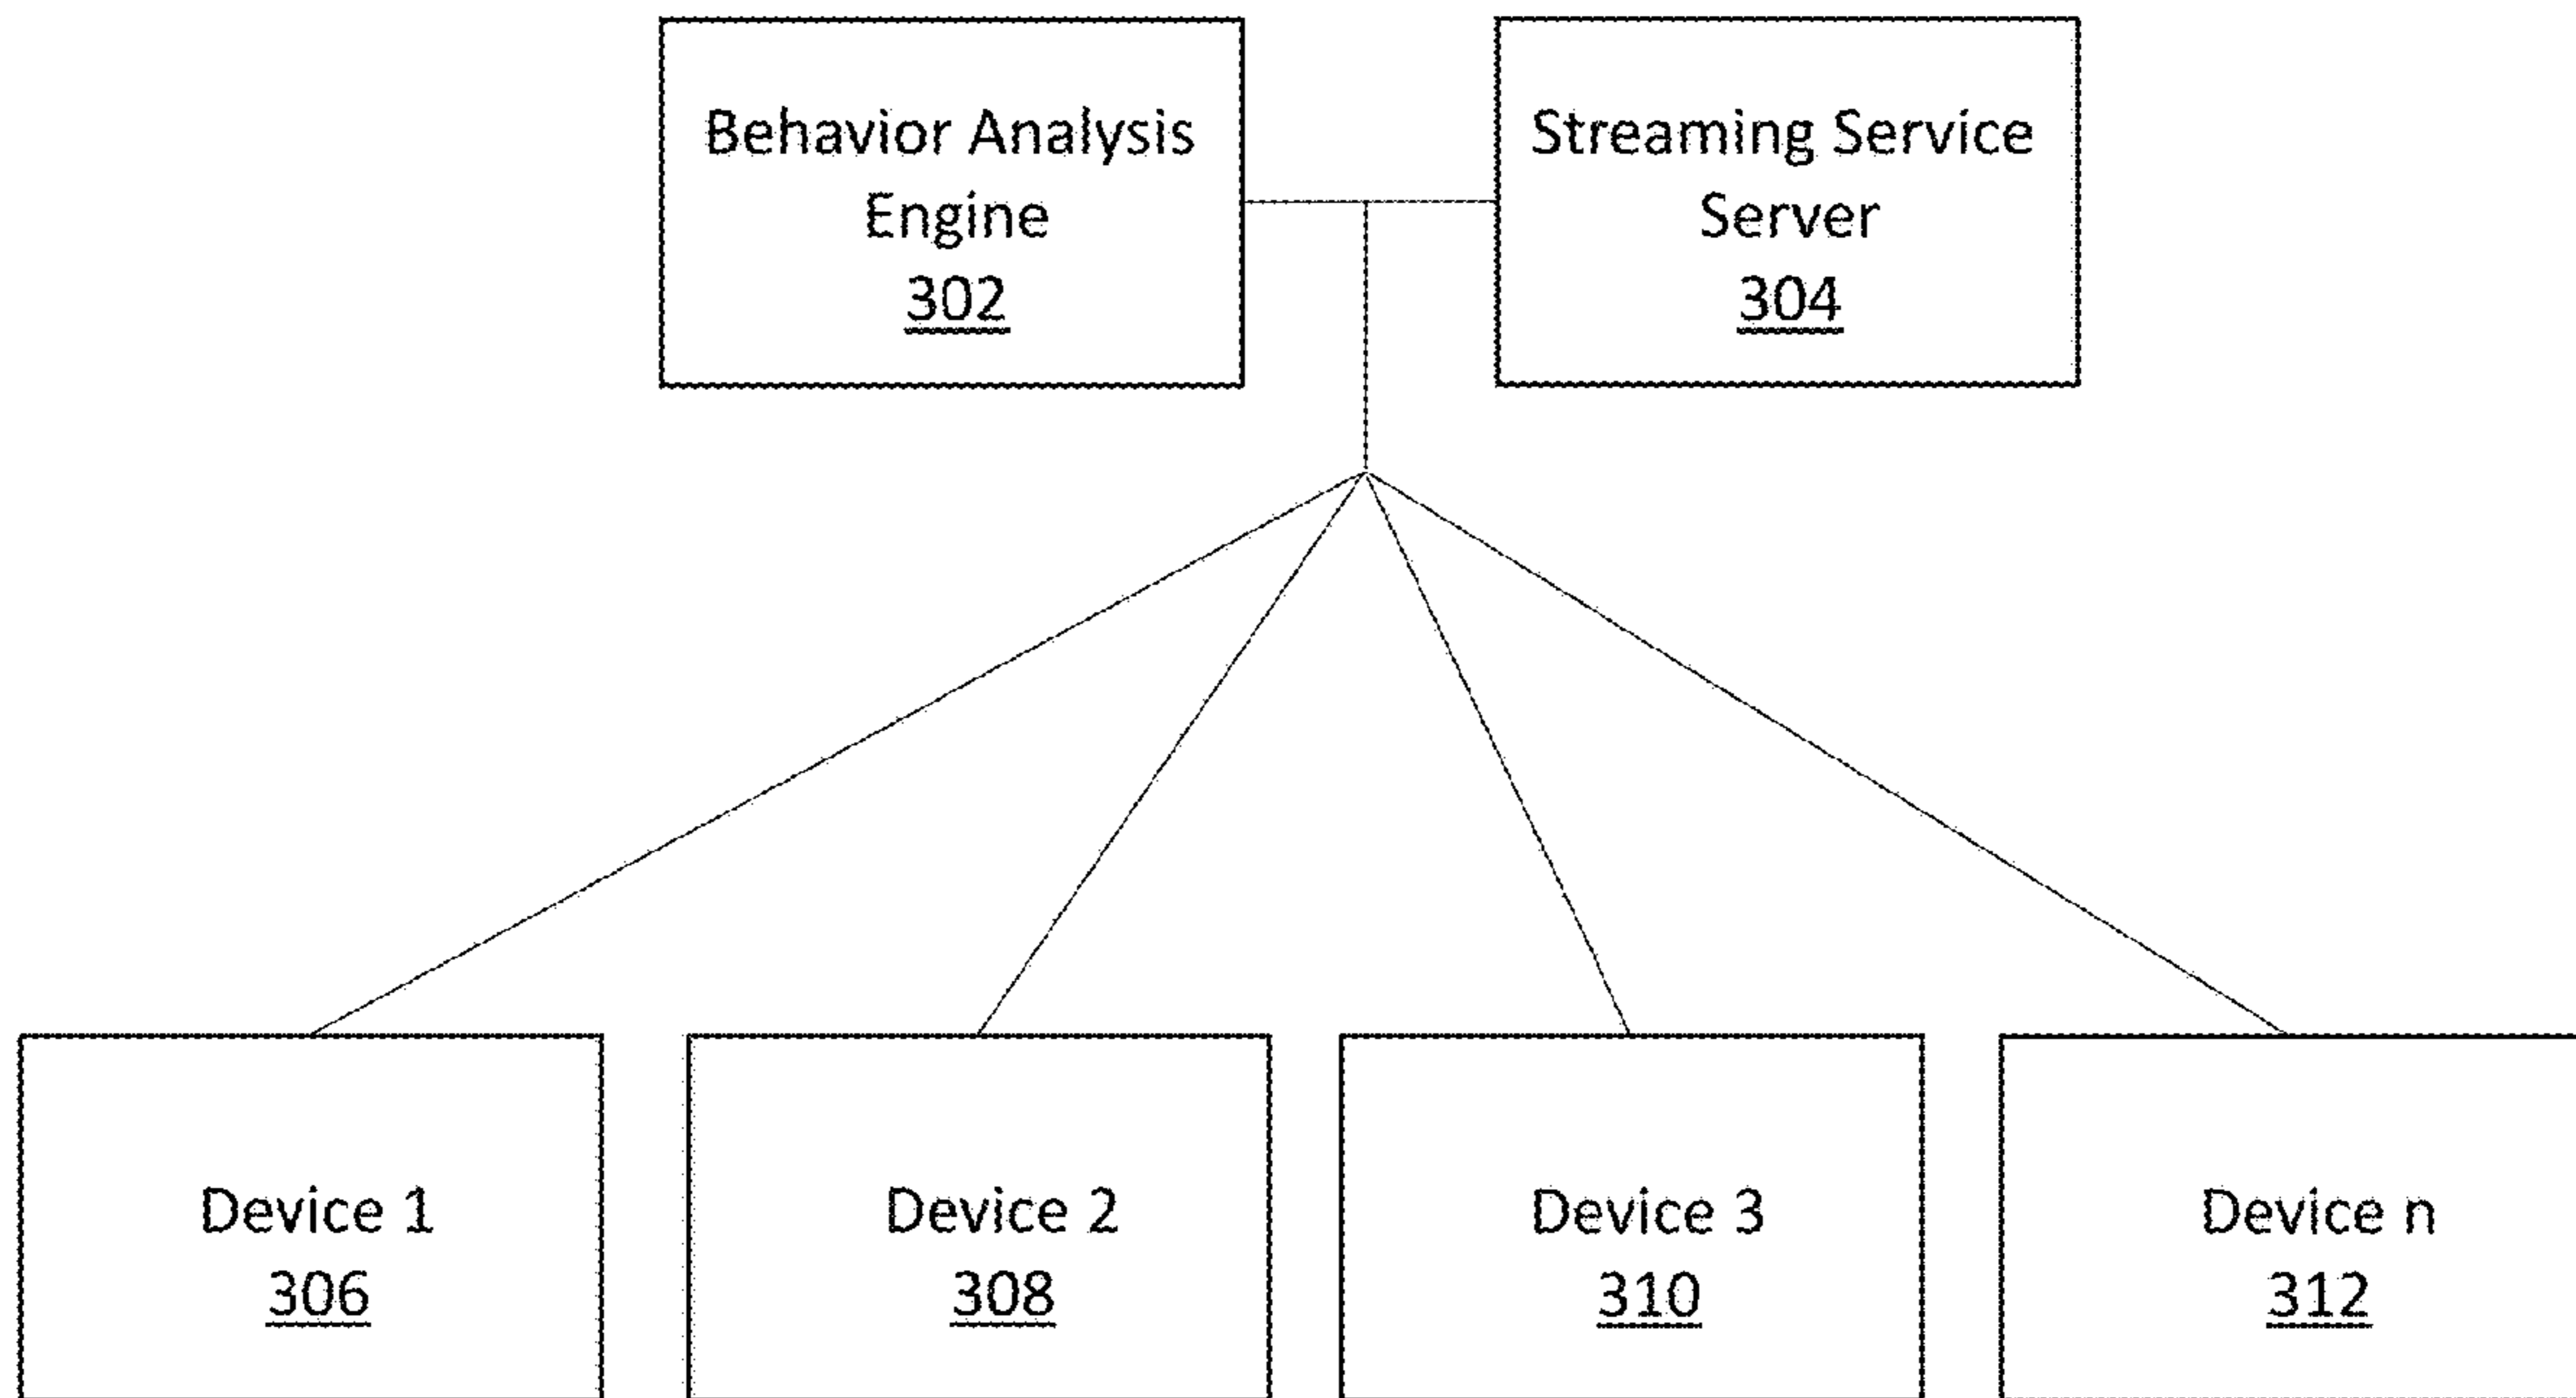 Behavior Analysis
Engine
302
Streaming Service
Server
304
Device 1
306
Device 2
308
Device 3
310
Device n
312